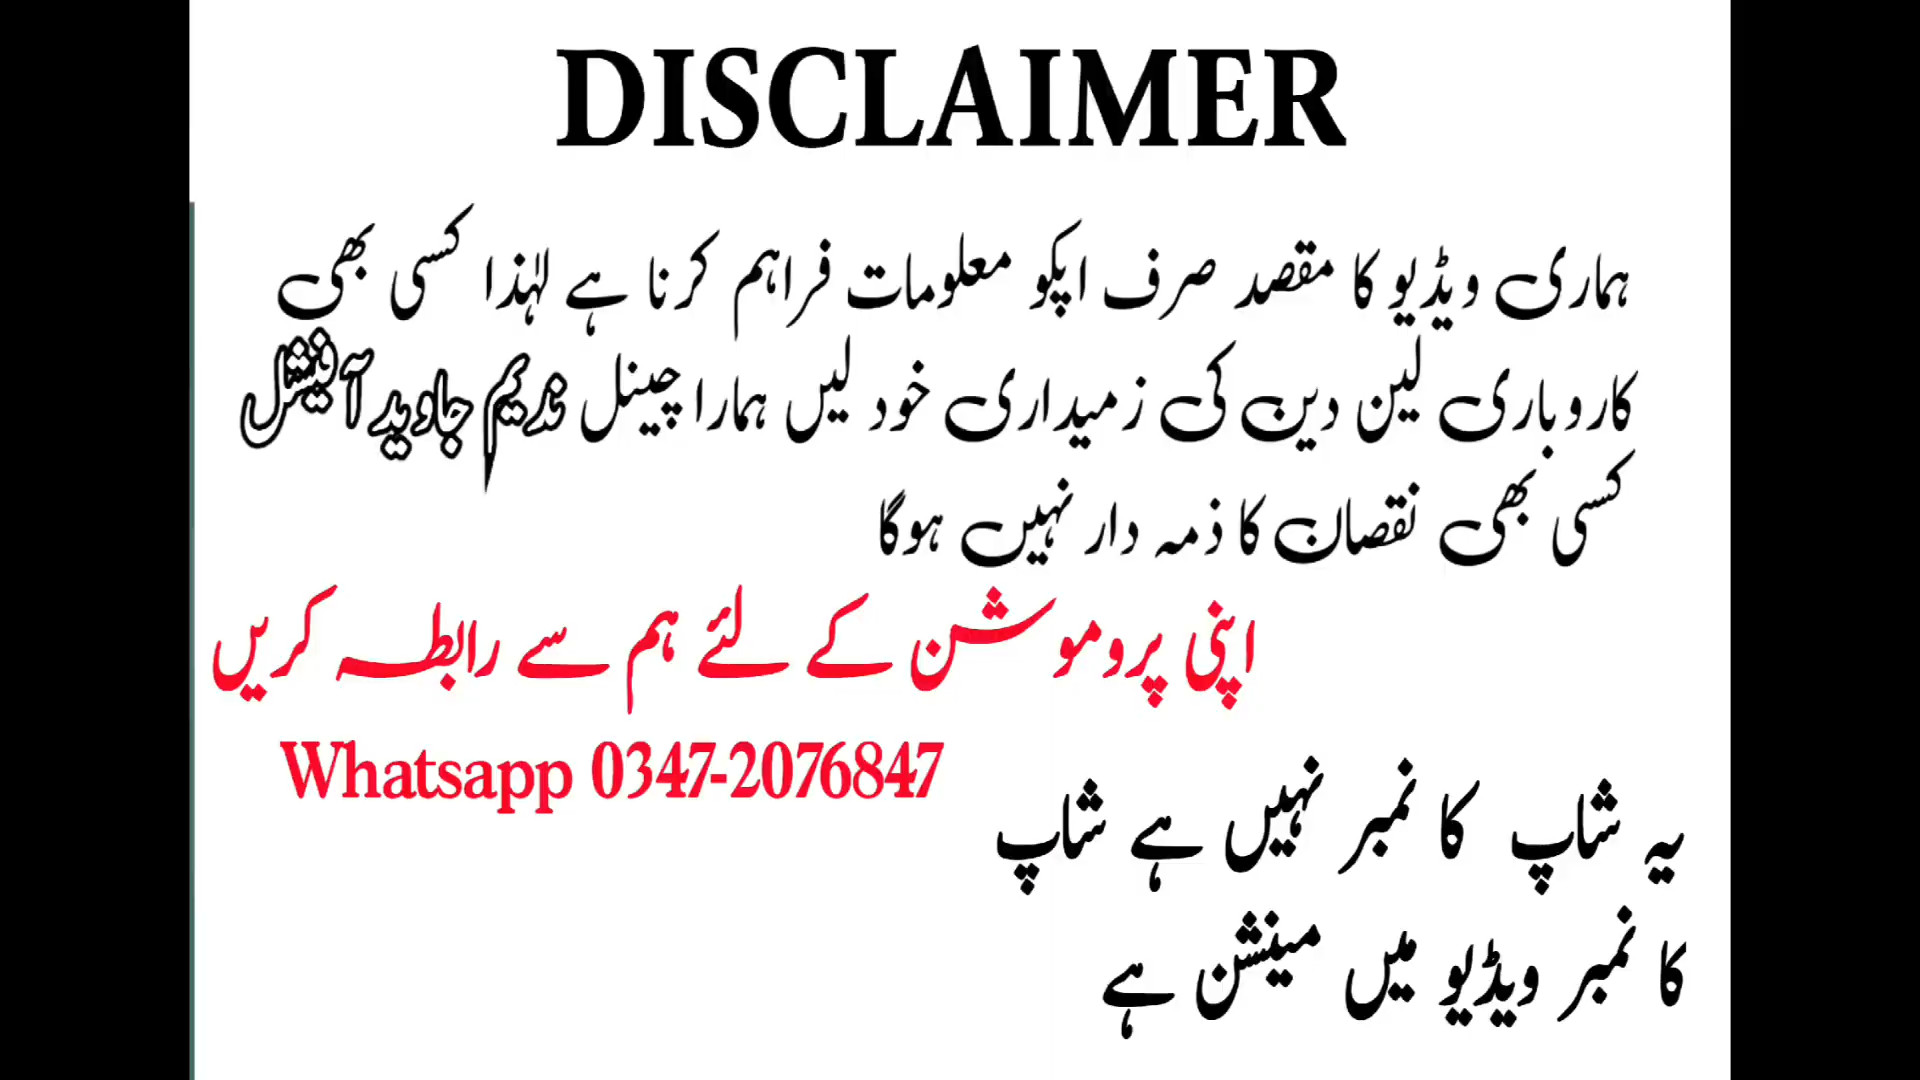 DISCLAIMER
ہماری ویڈیو کا مقصد صرف اپکو معلومات فراہم کرنا ہے لہٰذا کسی بھی
کاروباری لین دین کی زمیداری خود لیں ہمارا چینل ندیم جاوید آفیشل
کسی بھی نقصان کا ذمہ دار نہیں ہوگا
اپنی پروموشن کے لئے ہم سے رابطہ کریں
Whatsapp 0347-2076847
یہ شاپ کا نمبر نہیں ہے شاپ
کا نمبر ویڈیو میں مینشن ہے